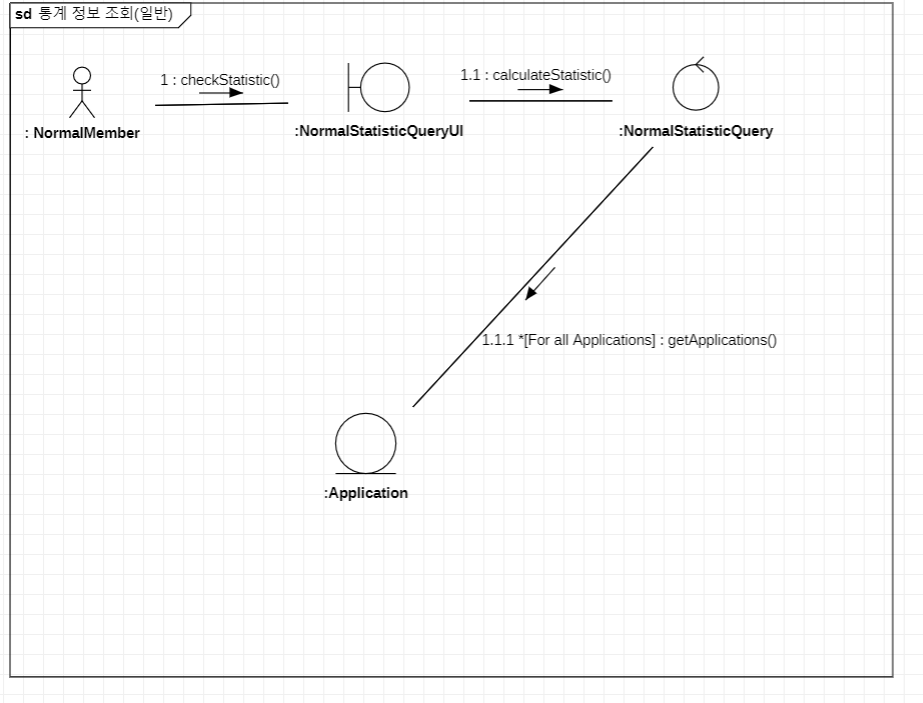 sd 통계 정보 조회(일반)
1 : checkStatistic()
1.1 : calculateStatistic()
: NormalMember
:NormalStatisticQueryUI
:NormalStatisticQuery
1.1.1 *[For all Applications] : getApplications()
:Application